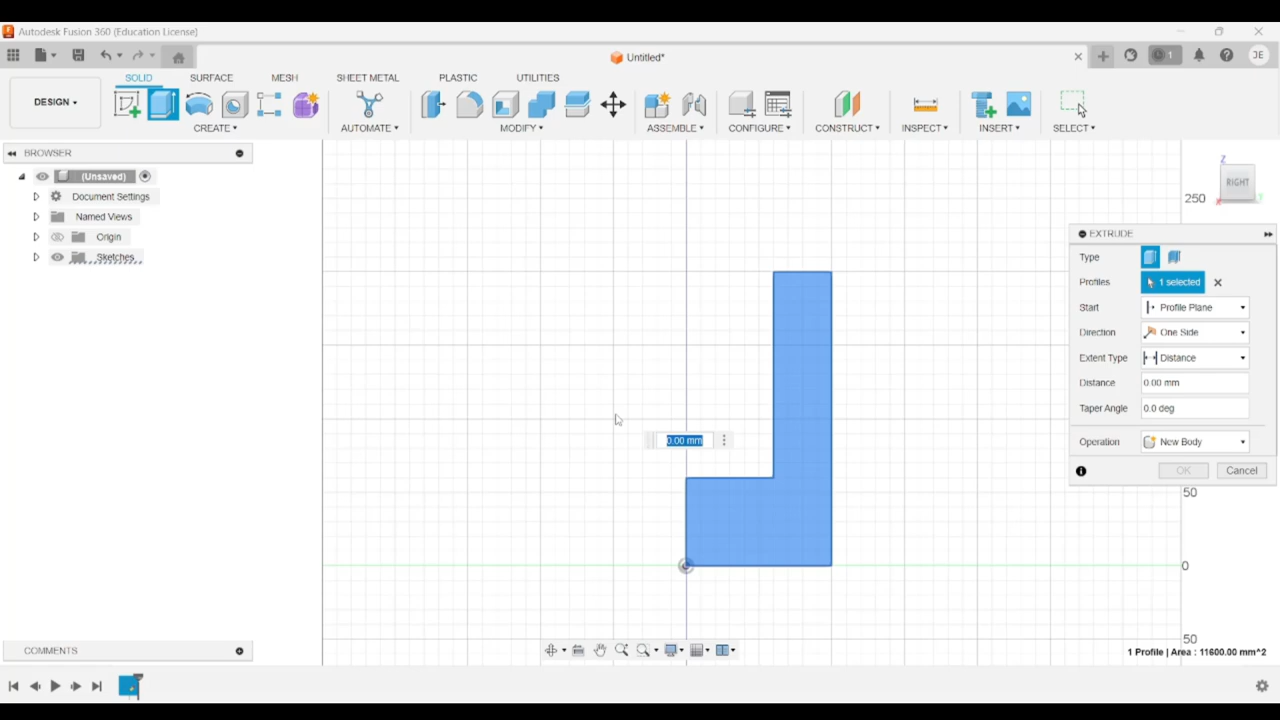 Autodesk Fusion 360 (Education License)
Untitled*
1
JE
SOLID SURFACE MESH SHEET METAL PLASTIC UTILITIES
DESIGN
CREATE AUTOMATE MODIFY ASSEMBLE CONFIGURE CONSTRUCT INSPECT INSERT SELECT
BROWSER
(Unsaved)
Document Settings
Named Views
Origin
Sketches
Z
RIGHT
X
Y
250
EXTRUDE
Type
Profiles 1 selected
Start Profile Plane
Direction One Side
Extent Type Distance
Distance 0.00 mm
Taper Angle 0.0 deg
Operation New Body
OK Cancel
0.00 mm
50
0
50
COMMENTS
1 Profile | Area : 11600.00 mm^2